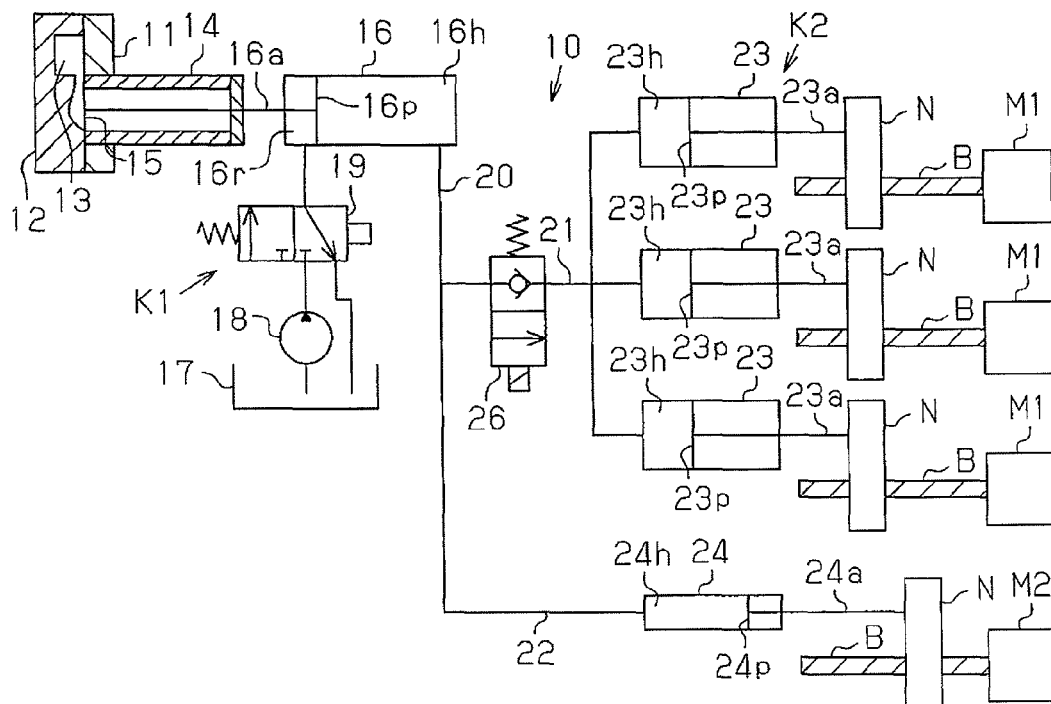 11 14 16 16h 10 K2
16a 16p
23h 23 23a N M1
12 13 15 16r 19 20
23p B
K1 18 17
21 23h 23 23a N M1
26 23p B
23h 23 23a N M1
23p B
24h 24 24a N M2
22 24p B